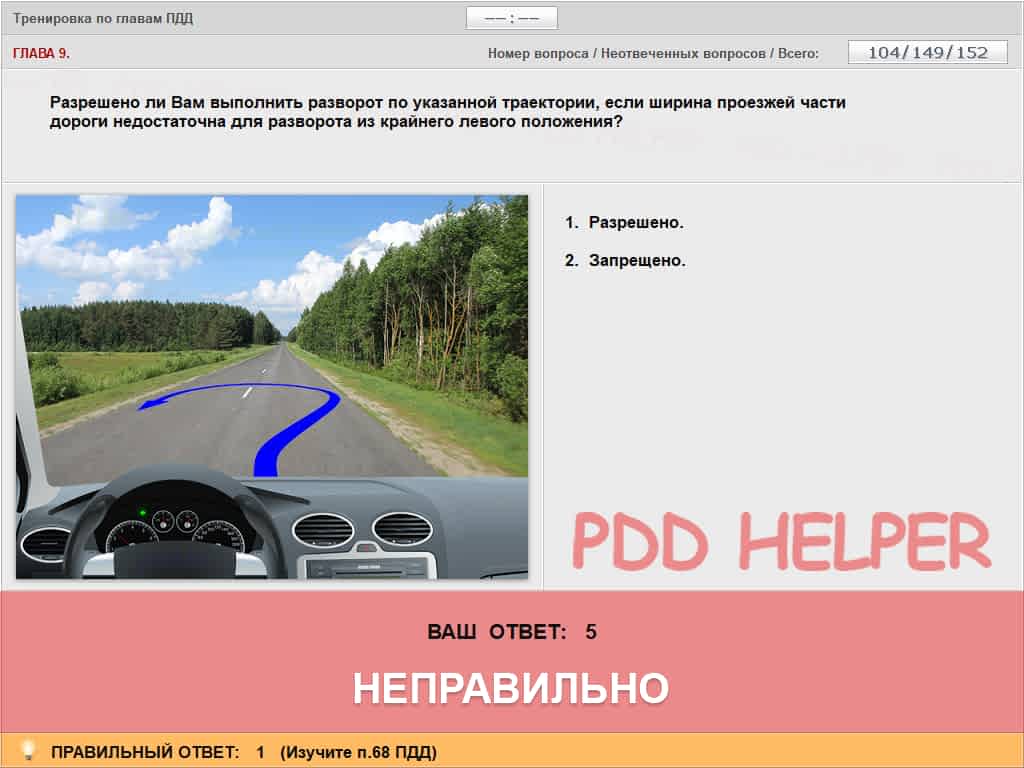 Тренировка по главам ПДД
—— : ——
ГЛАВА 9.
Номер вопроса / Неотвеченных вопросов / Всего:
104/149/152
Разрешено ли Вам выполнить разворот по указанной траектории, если ширина проезжей части
дороги недостаточна для разворота из крайнего левого положения?
1. Разрешено.
2. Запрещено.
PDD HELPER
ВАШ ОТВЕТ: 5
НЕПРАВИЛЬНО
ПРАВИЛЬНЫЙ ОТВЕТ: 1 (Изучите п.68 ПДД)